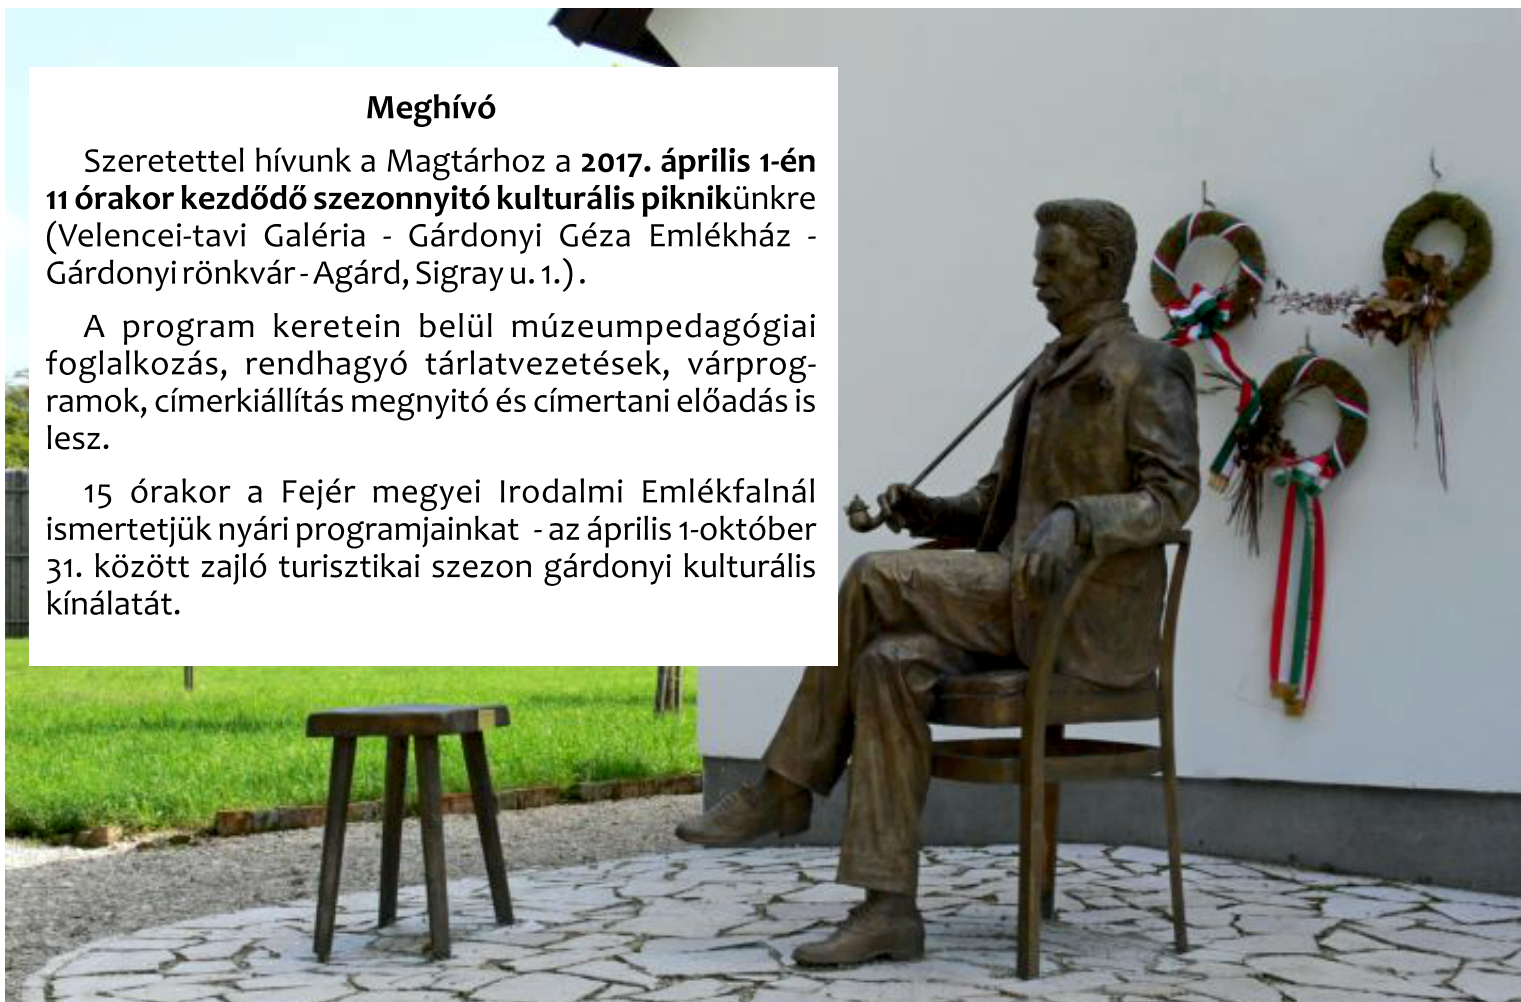 Meghívó
Szeretettel hívunk a Magtárhoz a 2017. április 1-én
11 órakor kezdődő szezonnyitó kulturális piknikünkre
(Velencei-tavi Galéria - Gárdonyi Géza Emlékház -
Gárdonyi rönkvár - Agárd, Sigray u. 1.) .
A program keretein belül múzeumpedagógiai
foglalkozás, rendhagyó tárlatvezetések, várprog-
ramok, címerkiállítás megnyitó és címertani előadás is
lesz.
15 órakor a Fejér megyei Irodalmi Emlékfalnál
ismertetjük nyári programjainkat - az április 1-október
31. között zajló turisztikai szezon gárdonyi kulturális
kínálatát.